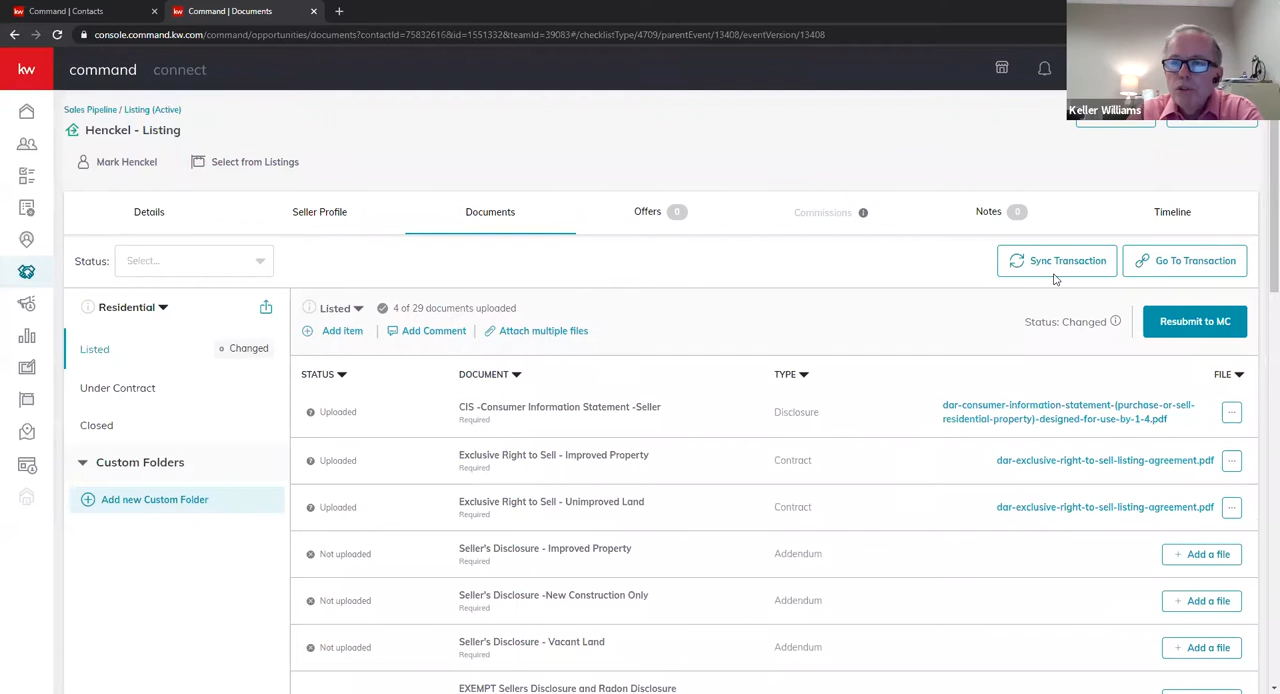 kw Command | Contacts
kw Command | Documents
console.command.kw.com/command/opportunities/documents?contactId=75832616&id=1551332&teamId=39083#/checklistType/4709/parentEvent/13408/eventVersion/13408
kw command connect
Keller Williams
Sales Pipeline / Listing (Active)
Henckel - Listing
Mark Henckel Select from Listings
Details Seller Profile Documents Offers 0 Commissions Notes 0 Timeline
Status: Select... Sync Transaction Go To Transaction
Residential
Listed Changed
Under Contract
Closed
Custom Folders
Add new Custom Folder
Listed 4 of 29 documents uploaded
Add item Add Comment Attach multiple files
Status: Changed Resubmit to MC
STATUS DOCUMENT TYPE FILE
Uploaded CIS -Consumer Information Statement -Seller Disclosure dar-consumer-information-statement-(purchase-or-sell-
Required residential-property)-designed-for-use-by-1-4.pdf
Uploaded Exclusive Right to Sell - Improved Property Contract dar-exclusive-right-to-sell-listing-agreement.pdf
Required
Uploaded Exclusive Right to Sell - Unimproved Land Contract dar-exclusive-right-to-sell-listing-agreement.pdf
Required
Not uploaded Seller's Disclosure - Improved Property Addendum + Add a file
Required
Not uploaded Seller's Disclosure -New Construction Only Addendum + Add a file
Required
Not uploaded Seller's Disclosure - Vacant Land Addendum + Add a file
Required
EXEMPT Sellers Disclosure and Radon Disclosure